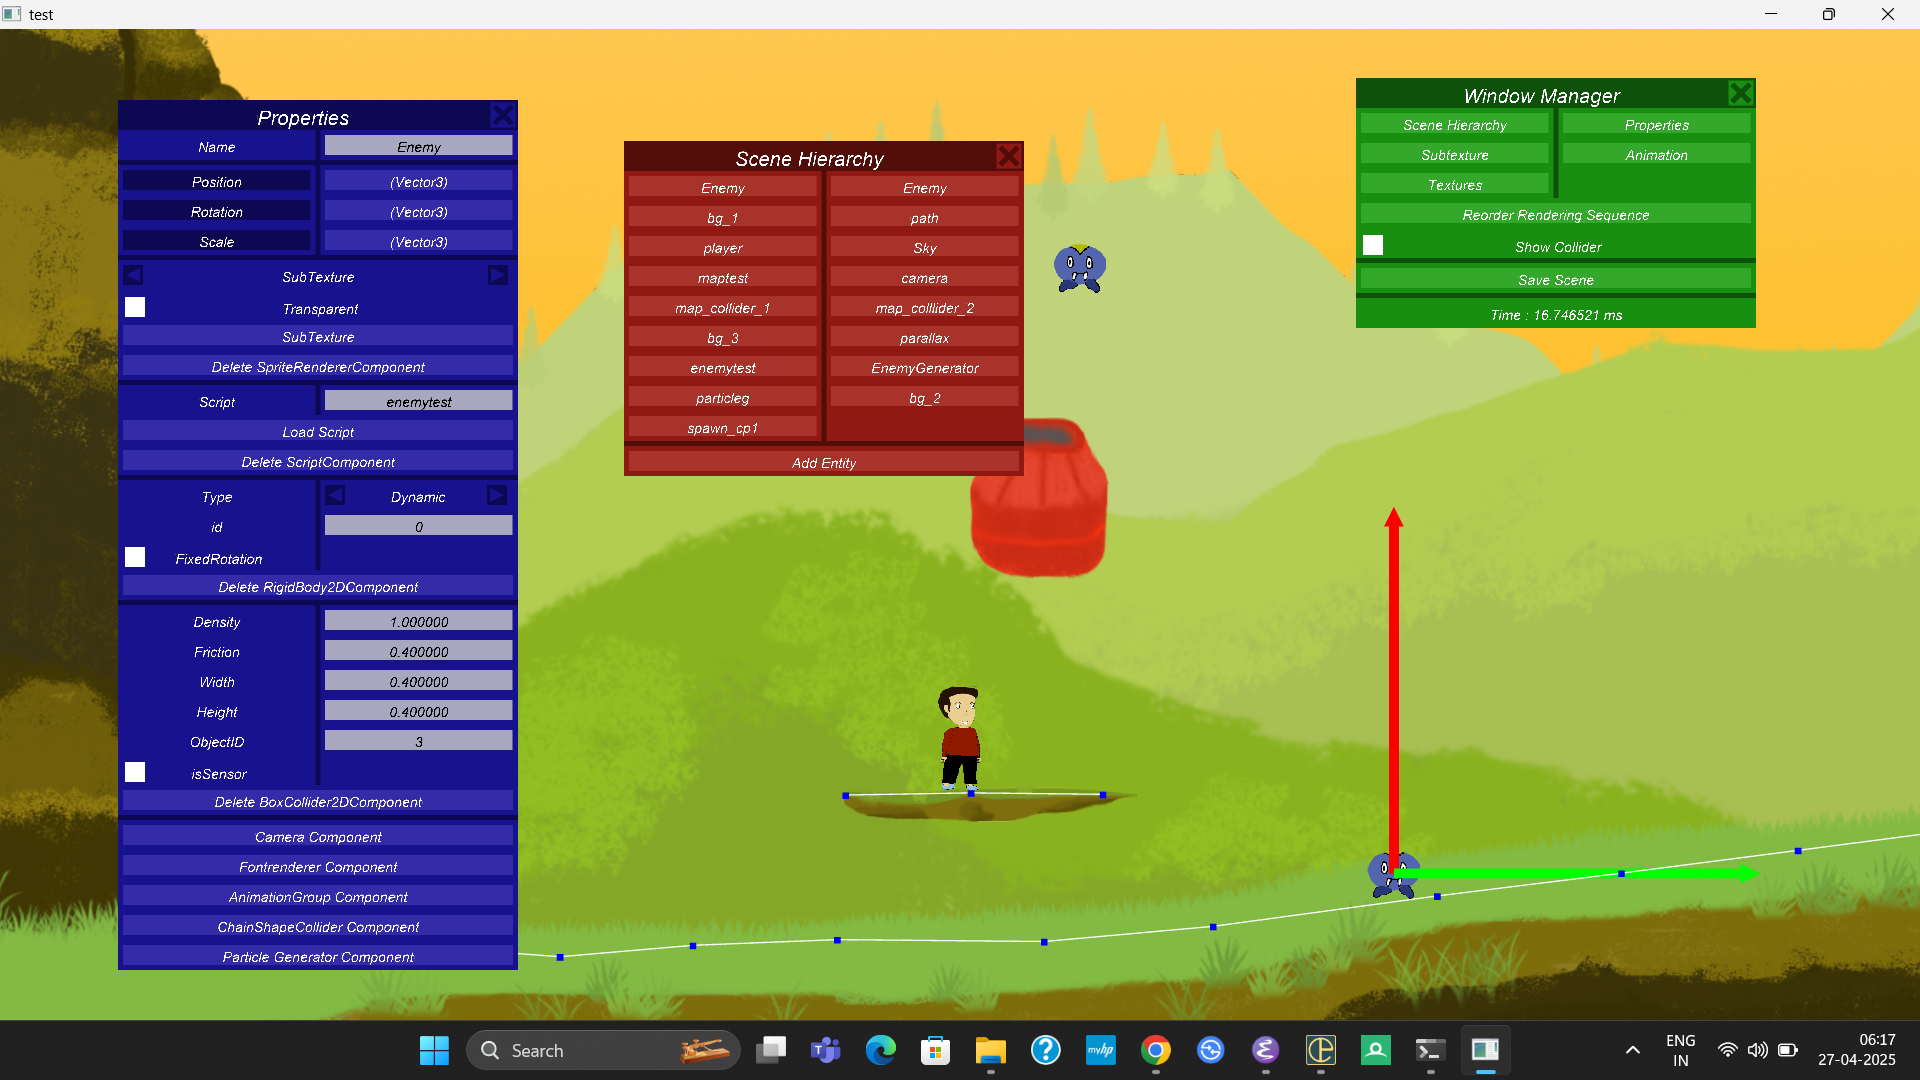 test
Properties
Name Enemy
Position (Vector3)
Rotation (Vector3)
Scale (Vector3)
SubTexture
Transparent
SubTexture
Delete SpriteRendererComponent
Script enemytest
Load Script
Delete ScriptComponent
Type Dynamic
id 0
FixedRotation
Delete RigidBody2DComponent
Density 1.000000
Friction 0.400000
Width 0.400000
Height 0.400000
ObjectID 3
isSensor
Delete BoxCollider2DComponent
Camera Component
Fontrenderer Component
AnimationGroup Component
ChainShapeCollider Component
Particle Generator Component
Scene Hierarchy
Enemy Enemy
bg_1 path
player Sky
maptest camera
map_collider_1 map_colllider_2
bg_3 parallax
enemytest EnemyGenerator
particleg bg_2
spawn_cp1
Add Entity
Window Manager
Scene Hierarchy Properties
Subtexture Animation
Textures
Reorder Rendering Sequence
Show Collider
Save Scene
Time : 16.746521 ms
Search
myhp
ENG
IN
06:17
27-04-2025